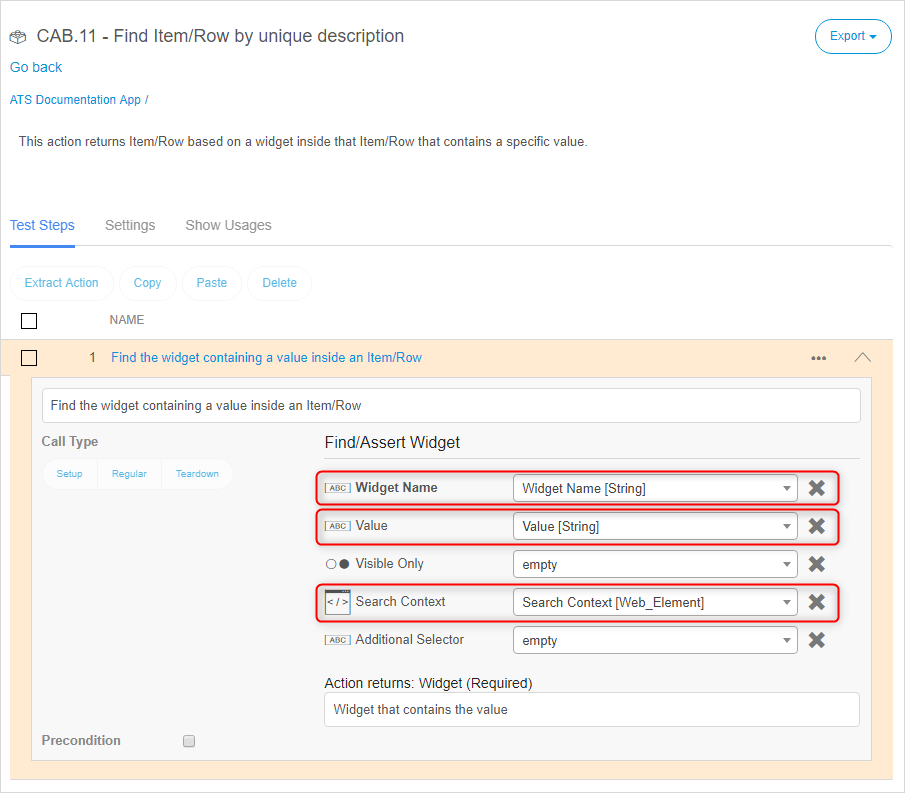 CAB.11 - Find Item/Row by unique description
Export
Go back
ATS Documentation App /
This action returns Item/Row based on a widget inside that Item/Row that contains a specific value.
Test Steps Settings Show Usages
Extract Action Copy Paste Delete
NAME
1 Find the widget containing a value inside an Item/Row •••
Find the widget containing a value inside an Item/Row
Call Type
Setup Regular Teardown
Find/Assert Widget
ABC Widget Name Widget Name [String]
ABC Value Value [String]
Visible Only empty
</> Search Context Search Context [Web_Element]
ABC Additional Selector empty
Action returns: Widget (Required)
Widget that contains the value
Precondition